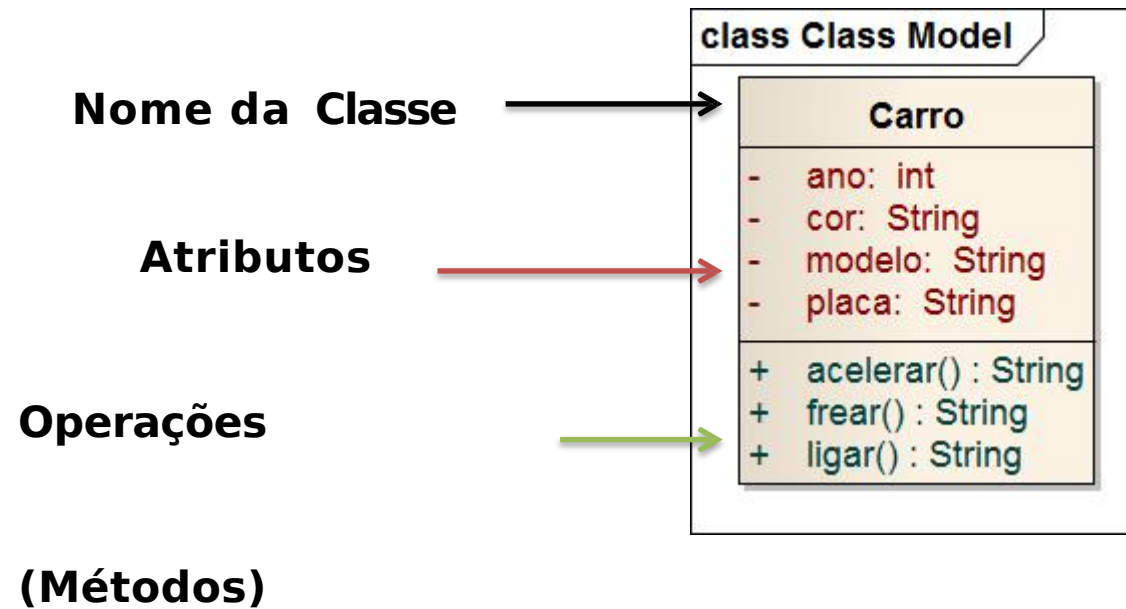 class Class Model
Nome da Classe
Carro
- ano: int
- cor: String
Atributos
- modelo: String
- placa: String
+ acelerar() : String
Operações
+ frear() : String
+ ligar() : String
(Métodos)